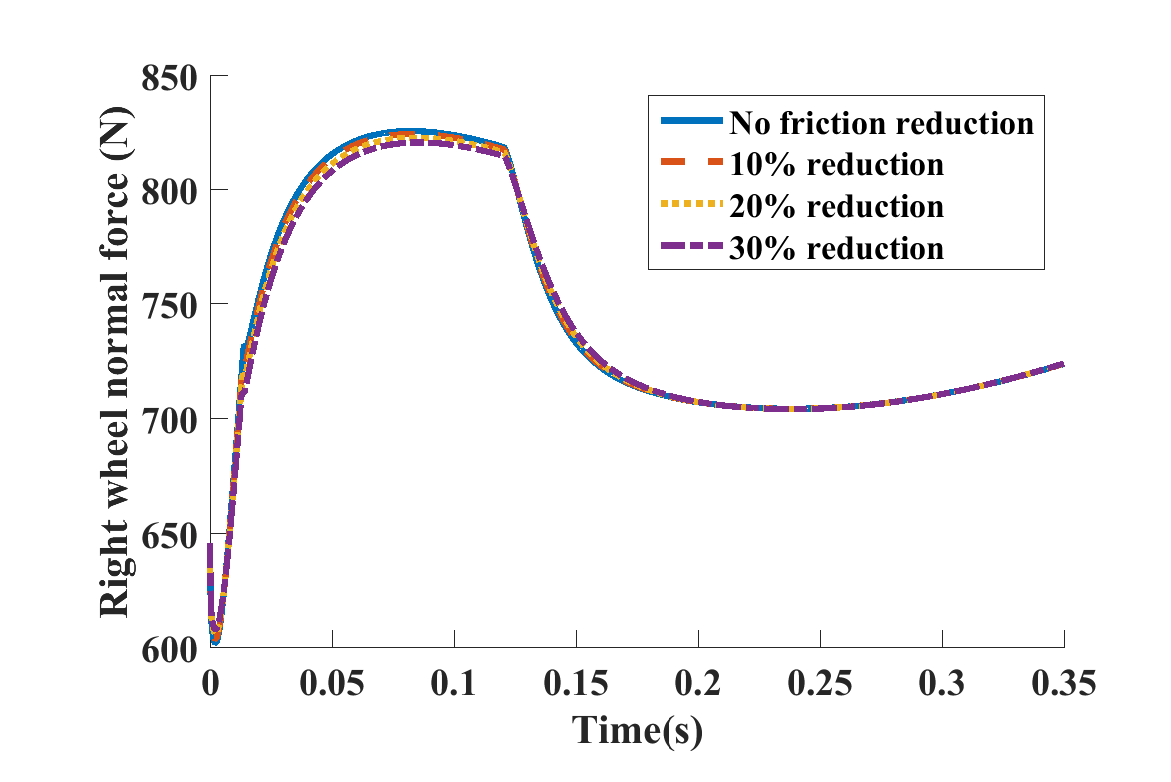 850
800
750
700
650
600
Right wheel normal force (N)
No friction reduction
10% reduction
20% reduction
30% reduction
0
0.05
0.1
0.15
0.2
0.25
0.3
0.35
Time(s)